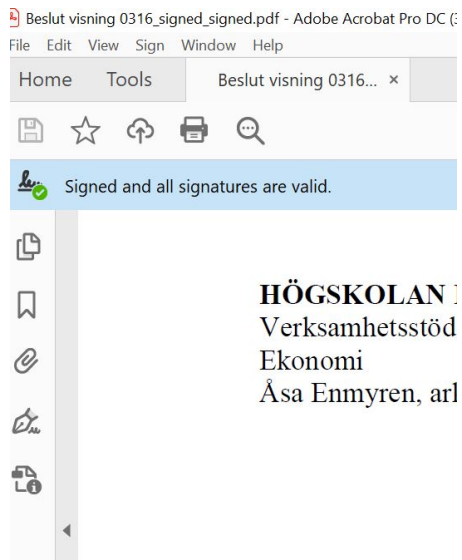 Beslut visning 0316_signed_signed.pdf - Adobe Acrobat Pro DC (3
File Edit View Sign Window Help
Home Tools Beslut visning 0316... ×
Signed and all signatures are valid.
HÖGSKOLAN
Verksamhetsstöd
Ekonomi
Åsa Enmyren,